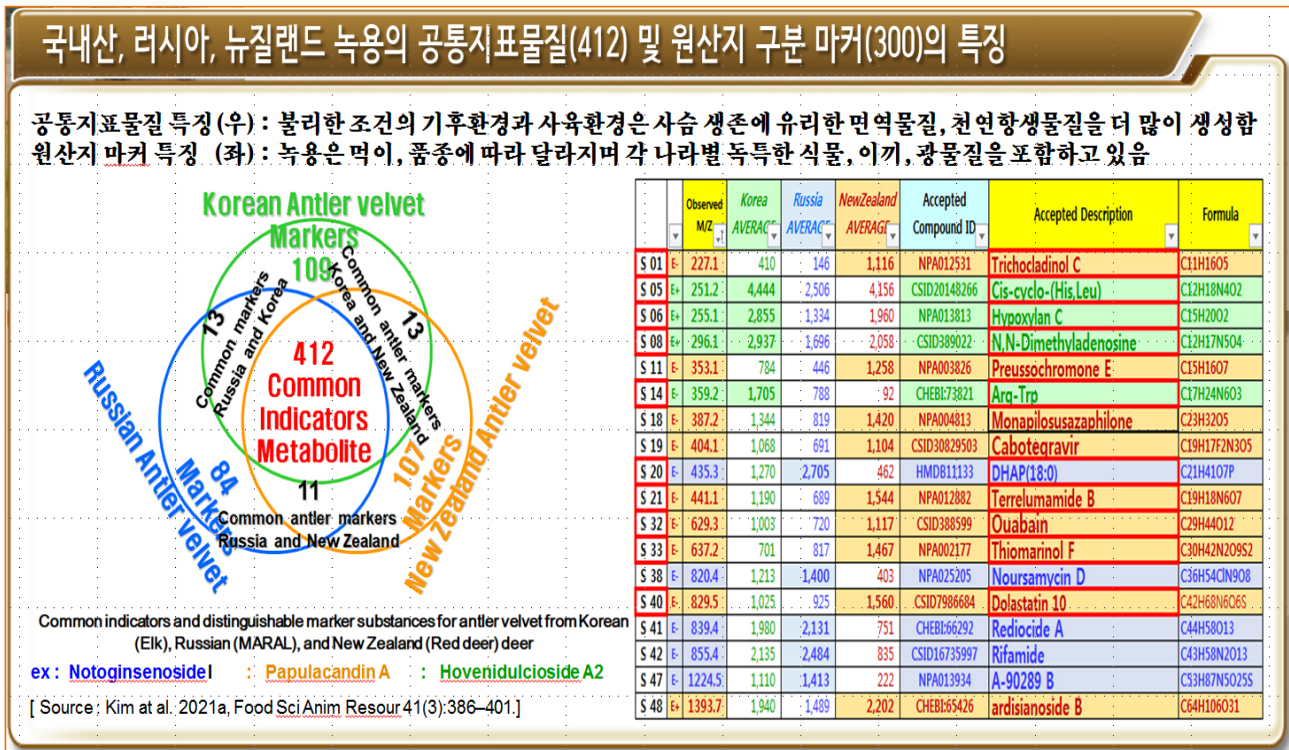 국내산, 러시아, 뉴질랜드 녹용의 공통지표물질(412) 및 원산지 구분 마커(300)의 특징
공통지표물질 특징(우) : 불리한 조건의 기후환경과 사육환경은 사슴 생존에 유리한 면역물질, 천연항생물질을 더 많이 생성함
원산지 마커 특징 (좌) : 녹용은 먹이, 품종에 따라 달라지며 각 나라별 독특한 식물, 이끼, 광물질을 포함하고 있음
Korean Antler velvet
Markers
109
13
Common markers
Russia and Korea
13
Common antler markers
Korea and New Zealand
412
Common
Indicators
Metabolite
Russian Antler velvet
84
Markers
107
Markers
New Zealand Antler velvet
11
Common antler markers
Russia and New Zealand
Common indicators and distinguishable marker substances for antler velvet from Korean
(Elk), Russian (MARAL), and New Zealand (Red deer) deer
ex : Notoginsenoside I : Papulacandin A : Hovenidulcioside A2
[ Source : Kim at al. 2021a, Food Sci Anim Resour 41(3):386–401.]
Observed M/Z Korea AVERAGE Russia AVERAGE NewZealand AVERAGE Accepted Compound ID Accepted Description Formula
S 01 E- 227.1 410 146 1,116 NPA012531 Trichocladinol C C11H16O5
S 05 E+ 251.2 4,444 2,506 4,156 CSID20148266 Cis-cyclo-(His,Leu) C12H18N4O2
S 06 E+ 255.1 2,855 1,334 1,960 NPA013813 Hypoxylan C C15H20O2
S 08 E+ 296.1 2,937 1,696 2,058 CSID389022 N,N-Dimethyladenosine C12H17N5O4
S 11 E- 353.1 784 446 1,258 NPA003826 Preussochromone E C15H16O7
S 14 E- 359.2 1,705 788 92 CHEBI:73821 Arg-Trp C17H24N6O3
S 18 E- 387.2 1,344 819 1,420 NPA004813 Monapilosusazaphilone C23H32O5
S 19 E- 404.1 1,068 691 1,104 CSID30829503 Cabotegravir C19H17F2N3O5
S 20 E- 435.3 1,270 2,705 462 HMDB11133 DHAP(18:0) C21H41O7P
S 21 E- 441.1 1,190 689 1,544 NPA012882 Terrelumamide B C19H18N6O7
S 32 E- 629.3 1,003 720 1,117 CSID388599 Ouabain C29H44O12
S 33 E- 637.2 701 817 1,467 NPA002177 Thiomarinol F C30H42N2O9S2
S 38 E- 820.4 1,213 1,400 403 NPA025205 Noursamycin D C36H54ClN9O8
S 40 E- 829.5 1,025 925 1,560 CSID7986684 Dolastatin 10 C42H68N6O6S
S 41 E- 839.4 1,980 2,131 751 CHEBI:66292 Rediocide A C44H58O13
S 42 E- 855.4 2,135 2,484 835 CSID16735997 Rifamide C43H58N2O13
S 47 E- 1224.5 1,110 1,413 222 NPA013934 A-90289 B C53H87N5O25S
S 48 E+ 1393.7 1,940 1,489 2,202 CHEBI:65426 ardisianoside B C64H106O31